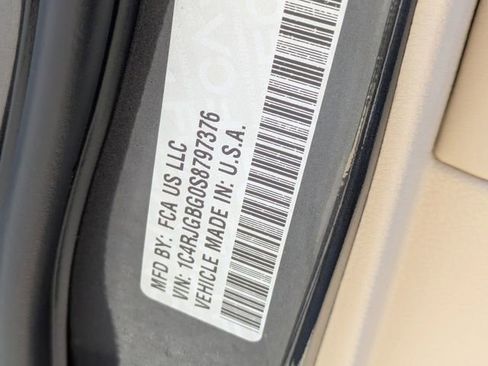 MFD BY: FCA US LLC
VIN: 1C4RJGBG0S8797376
VEHICLE MADE IN: U.S.A.